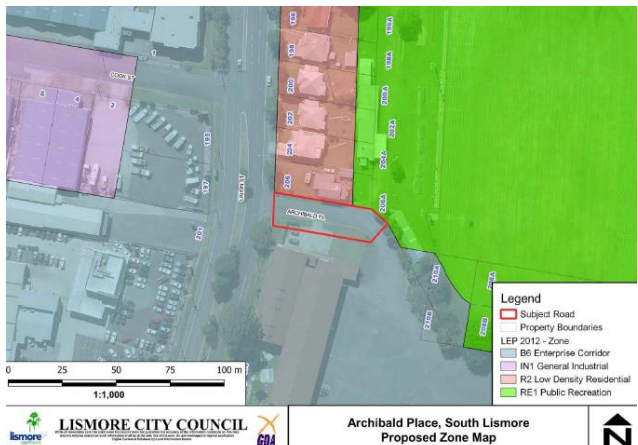 1
COOK ST
6
4
2
193
197
201
UNION ST
196
198
200
202
204
206
198A
200A
202A
204A
206A
ARCHIBALD PL
210A
210B
208B
Legend
Subject Road
Property Boundaries
LEP 2012 - Zone
B6 Enterprise Corridor
IN1 General Industrial
R2 Low Density Residential
RE1 Public Recreation
0 25 50 75 100 m
1:1,000
lismore
LISMORE CITY COUNCIL
GDA
Archibald Place, South Lismore
Proposed Zone Map
N